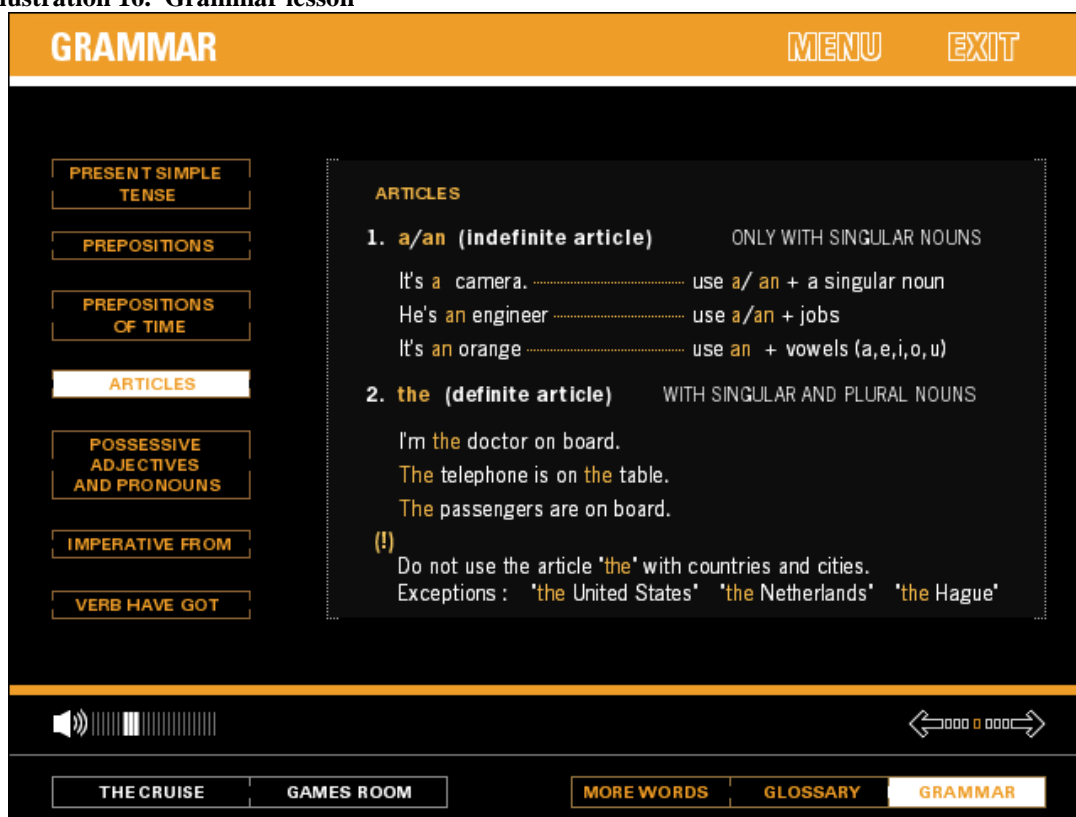 lustration 10. Grammar lesson
GRAMMAR MENU EXIT
PRESENT SIMPLE
TENSE
PREPOSITIONS
PREPOSITIONS
OF TIME
ARTICLES
POSSESSIVE
ADJECTIVES
AND PRONOUNS
IMPERATIVE FROM
VERB HAVE GOT
ARTICLES
1. a/an (indefinite article) ONLY WITH SINGULAR NOUNS
It's a camera. use a/ an + a singular noun
He's an engineer use a/an + jobs
It's an orange use an + vowels (a,e,i,o,u)
2. the (definite article) WITH SINGULAR AND PLURAL NOUNS
I'm the doctor on board.
The telephone is on the table.
The passengers are on board.
(!)
Do not use the article "the" with countries and cities.
Exceptions : "the United States" "the Netherlands" "the Hague"
THE CRUISE GAMES ROOM MORE WORDS GLOSSARY GRAMMAR